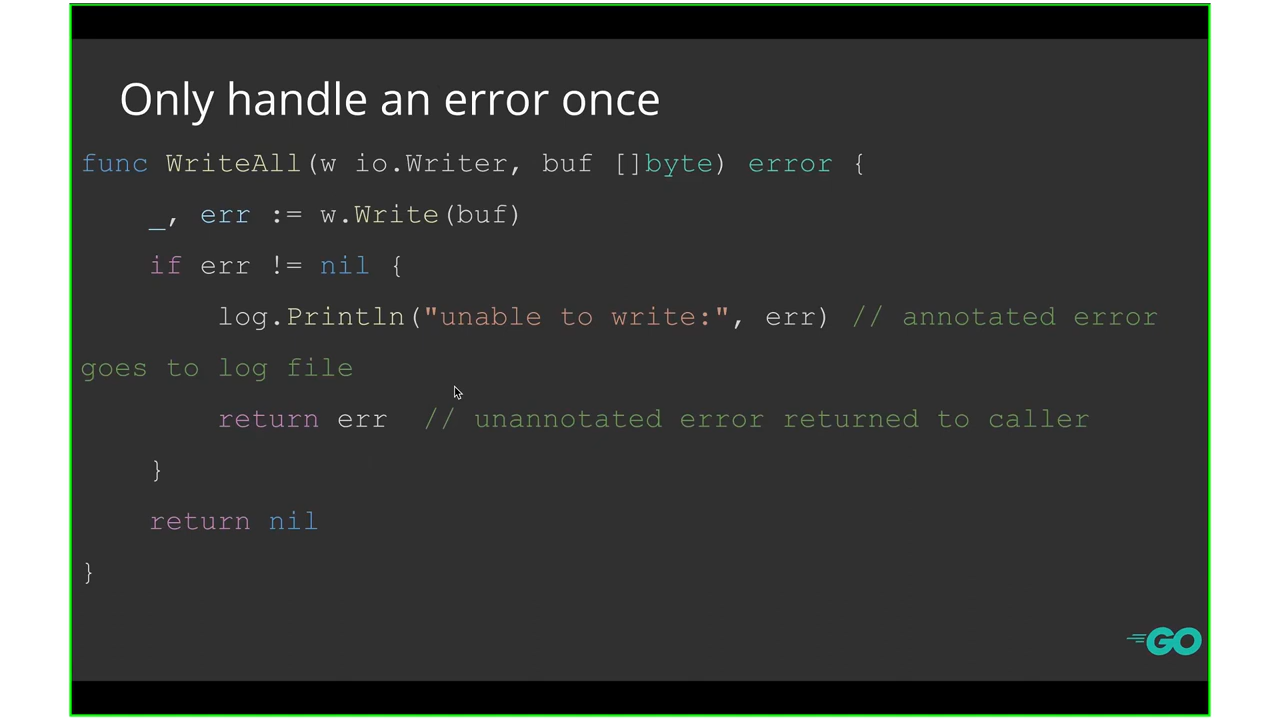 Only handle an error once
func WriteAll(w io.Writer, buf []byte) error {
    _, err := w.Write(buf)
    if err != nil {
        log.Println("unable to write:", err) // annotated error
goes to log file
        return err  // unannotated error returned to caller
    }
    return nil
}
GO